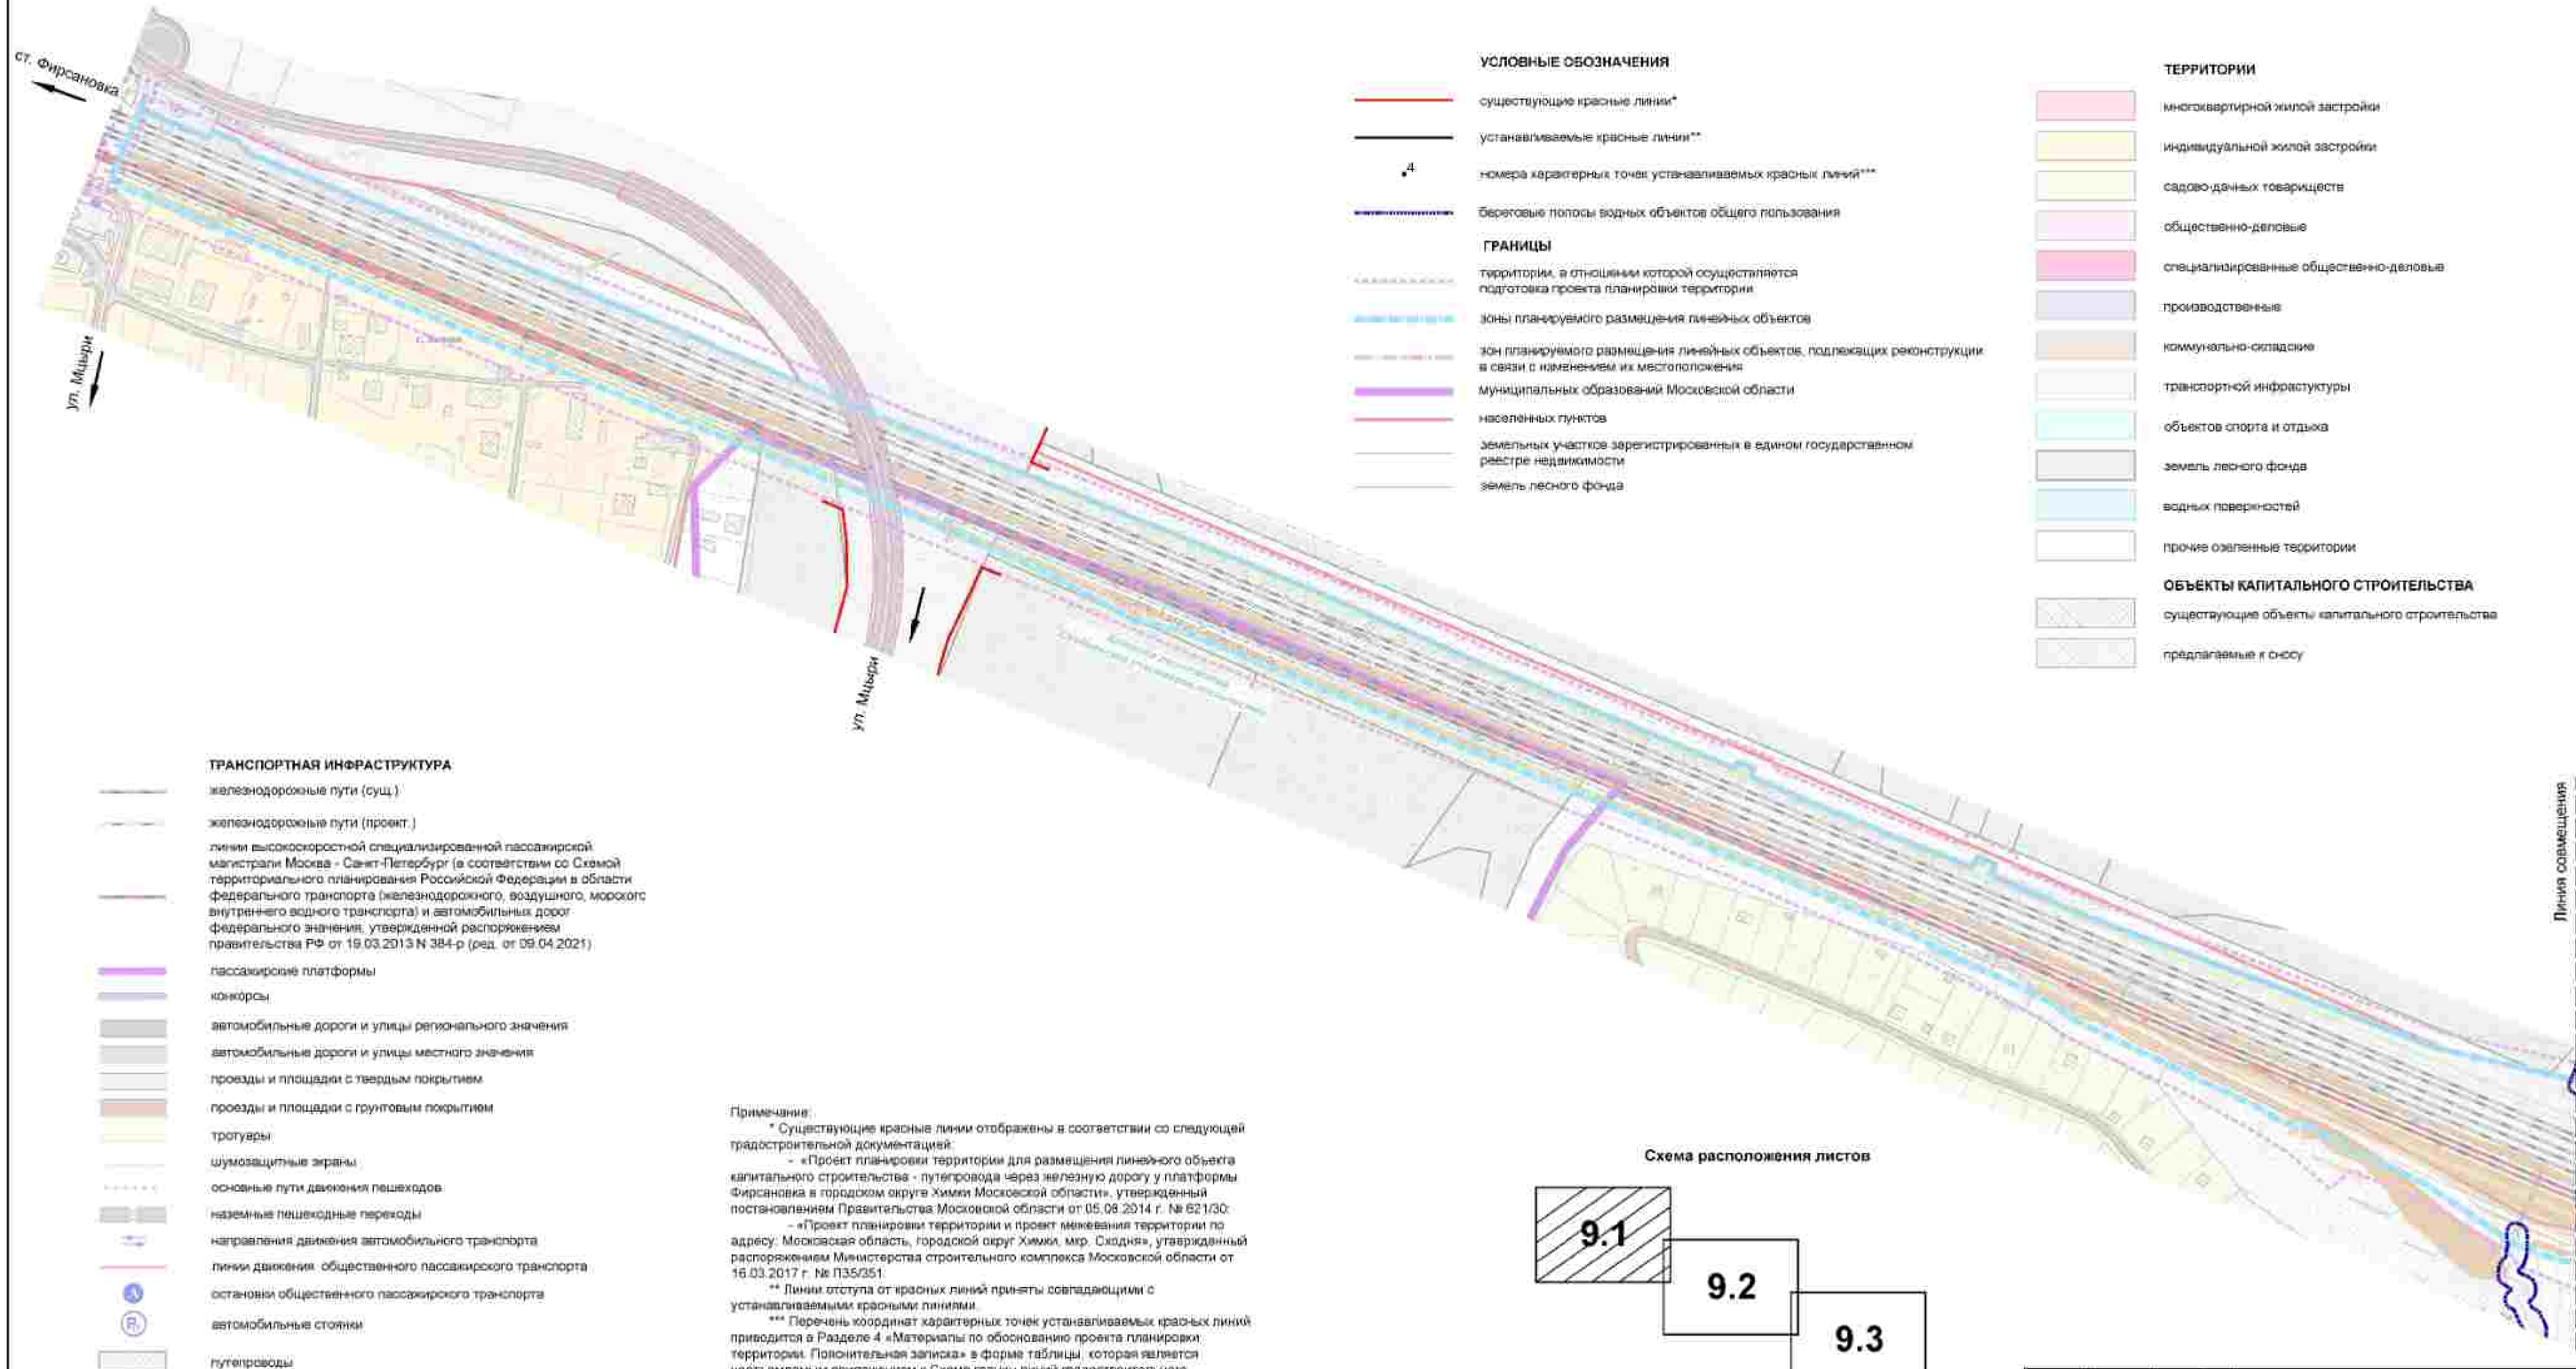 ст. Фирсановка
ул. Мцыри
ул. Мцыри
УСЛОВНЫЕ ОБОЗНАЧЕНИЯ
существующие красные линии*
устанавливаемые красные линии**
4
номера характерных точек устанавливаемых красных линий***
береговые полосы водных объектов общего пользования
ГРАНИЦЫ
территории, в отношении которой осуществляется
подготовка проекта планировки территории
зоны планируемого размещения линейных объектов
зон планируемого размещения линейных объектов, подлежащих реконструкции
в связи с изменением их местоположения
муниципальных образований Московской области
населенных пунктов
земельных участков зарегистрированных в едином государственном
реестре недвижимости
земель лесного фонда
ТЕРРИТОРИИ
многоквартирной жилой застройки
индивидуальной жилой застройки
садово-дачных товариществ
общественно-деловые
специализированные общественно-деловые
производственные
коммунально-складские
транспортной инфрастуктуры
объектов спорта и отдыха
земель лесного фонда
водных поверхностей
прочие озелененные территории
ОБЪЕКТЫ КАПИТАЛЬНОГО СТРОИТЕЛЬСТВА
существующие объекты капитального строительства
предлагаемые к сносу
Линия совмещения
ТРАНСПОРТНАЯ ИНФРАСТРУКТУРА
железнодорожные пути (сущ.)
железнодорожные пути (проект.)
линии высокоскоростной специализированной пассажирской
магистрали Москва - Санкт-Петербург (в соответствии со Схемой
территориального планирования Российской Федерации в области
федерального транспорта (железнодорожного, воздушного, морского
внутреннего водного транспорта) и автомобильных дорог
федерального значения, утвержденной распоряжением
правительства РФ от 19.03.2013 N 384-р (ред. от 09.04.2021)
пассажирские платформы
конкорсы
автомобильные дороги и улицы регионального значения
автомобильные дороги и улицы местного значения
проезды и площадки с твердым покрытием
проезды и площадки с грунтовым покрытием
тротуары
шумозащитные экраны
основные пути движения пешеходов
наземные пешеходные переходы
направления движения автомобильного транспорта
линии движения общественного пассажирского транспорта
А
остановки общественного пассажирского транспорта
автомобильные стоянки
путепроводы
Примечание:
* Существующие красные линии отображены в соответствии со следующей
градостроительной документацией:
- «Проект планировки территории для размещения линейного объекта
капитального строительства - путепровода через железную дорогу у платформы
Фирсановка в городском округе Химки Московской области», утвержденный
постановлением Правительства Московской области от 05.08.2014 г. № 621/30;
- «Проект планировки территории и проект межевания территории по
адресу: Московская область, городской округ Химки, мкр. Сходня», утвержденный
распоряжением Министерства строительного комплекса Московской области от
16.03.2017 г. № П35/351.
** Линии отступа от красных линий приняты совпадающими с
устанавливаемыми красными линиями.
*** Перечень координат характерных точек устанавливаемых красных линий
приводится в Разделе 4 «Материалы по обоснованию проекта планировки
территории. Пояснительная записка» в форме таблицы, которая является
Схема расположения листов
9.1
9.2
9.3